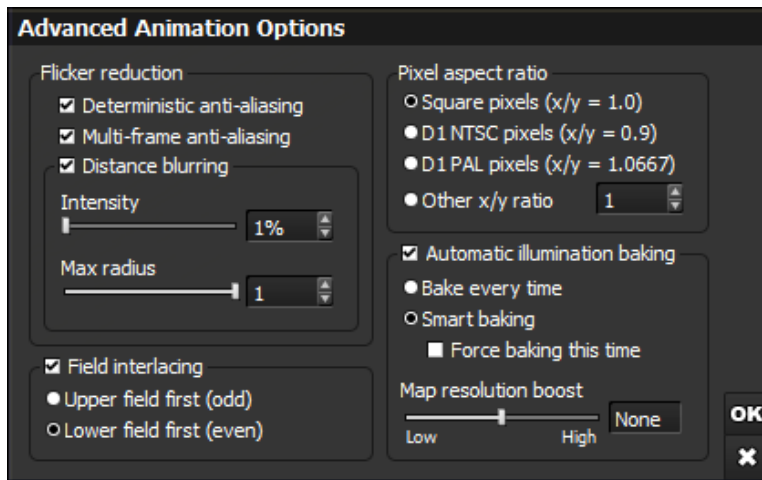 Advanced Animation Options
Flicker reduction
Deterministic anti-aliasing
Multi-frame anti-aliasing
Distance blurring
Intensity
1%
Max radius
1
Field interlacing
Upper field first (odd)
Lower field first (even)
Pixel aspect ratio
Square pixels (x/y = 1.0)
D1 NTSC pixels (x/y = 0.9)
D1 PAL pixels (x/y = 1.0667)
Other x/y ratio 1
Automatic illumination baking
Bake every time
Smart baking
Force baking this time
Map resolution boost
None
Low High
OK